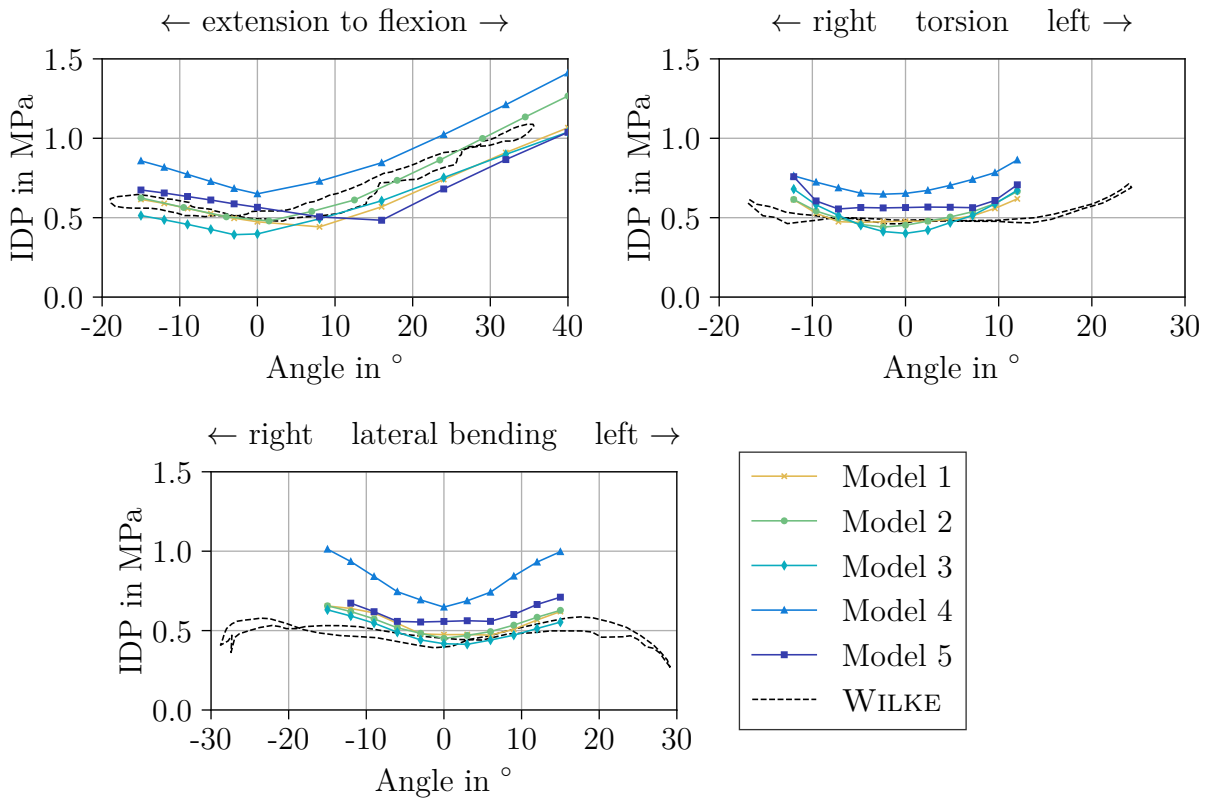 ← extension to flexion →
IDP in MPa
1.5
1.0
0.5
0.0
-20 -10 0 10 20 30 40
Angle in °
← right torsion left →
IDP in MPa
1.5
1.0
0.5
0.0
-20 -10 0 10 20 30
Angle in °
← right lateral bending left →
IDP in MPa
1.5
1.0
0.5
0.0
-30 -20 -10 0 10 20 30
Angle in °
Model 1
Model 2
Model 3
Model 4
Model 5
WILKE